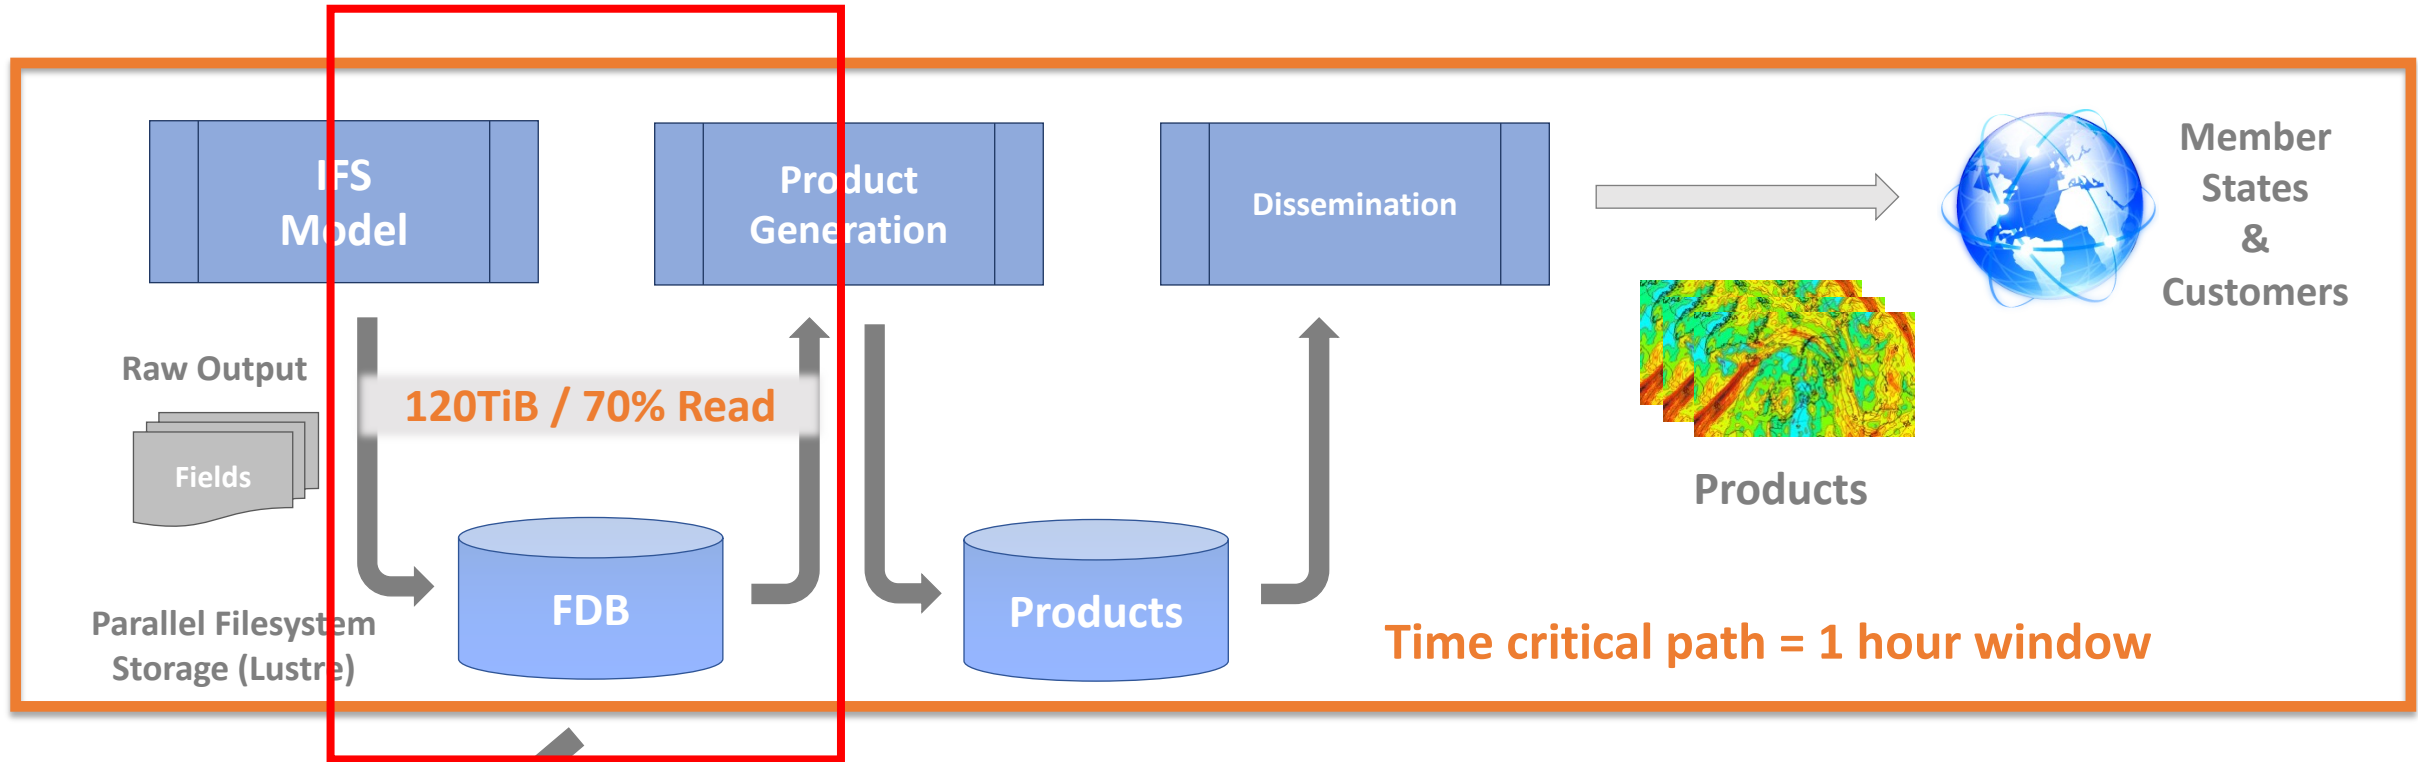 IFS
Model
Product
Generation
Dissemination
Member
States
&
Customers
Raw Output
Fields
120TiB / 70% Read
Products
Parallel Filesystem
Storage (Lustre)
FDB
Products
Time critical path = 1 hour window